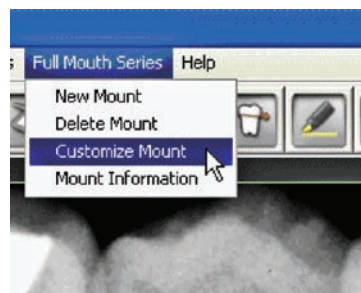 s Full Mouth Series Help
New Mount
Delete Mount
Customize Mount
Mount Information